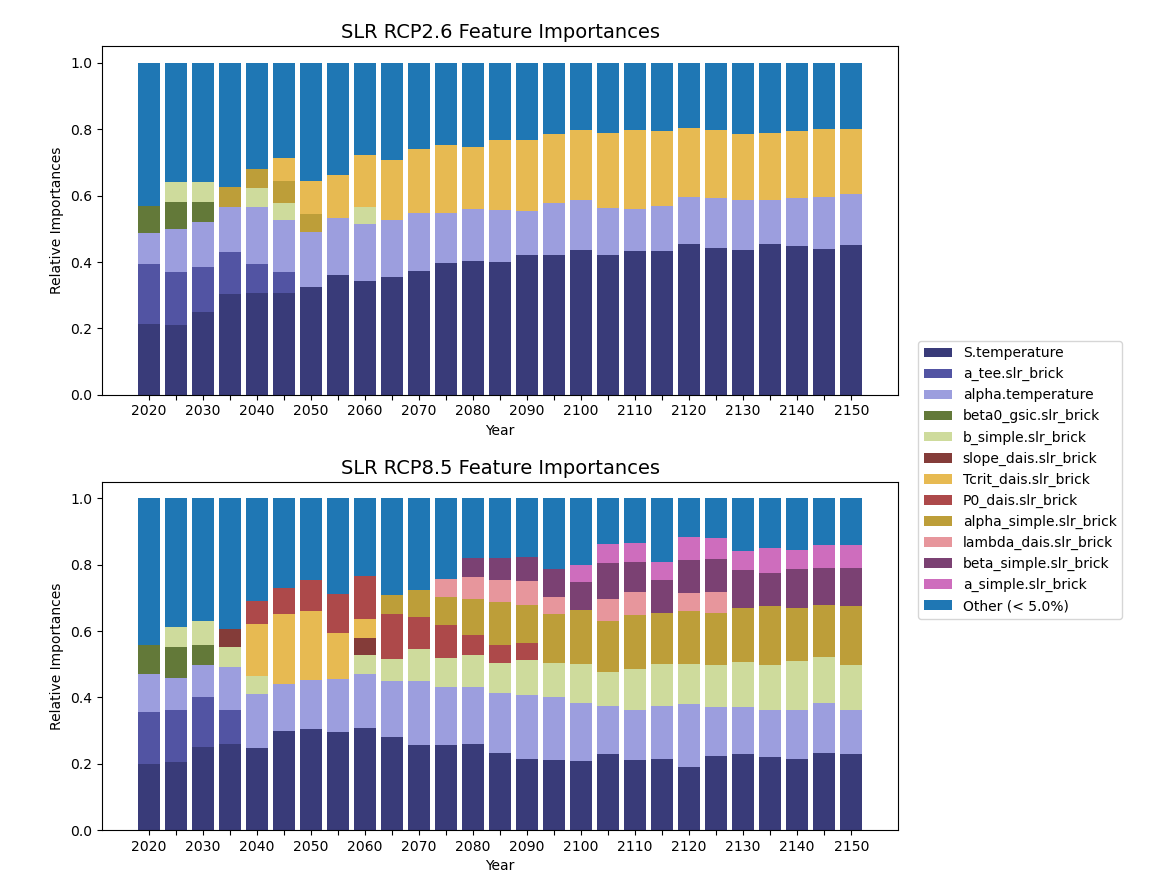 SLR RCP2.6 Feature Importances
1.0
0.8
0.6
0.4
0.2
0.0
Relative Importances
2020 2030 2040 2050 2060 2070 2080 2090 2100 2110 2120 2130 2140 2150
Year
SLR RCP8.5 Feature Importances
1.0
0.8
0.6
0.4
0.2
0.0
Relative Importances
2020 2030 2040 2050 2060 2070 2080 2090 2100 2110 2120 2130 2140 2150
Year
S.temperature
a_tee.slr_brick
alpha.temperature
beta0_gsic.slr_brick
b_simple.slr_brick
slope_dais.slr_brick
Tcrit_dais.slr_brick
P0_dais.slr_brick
alpha_simple.slr_brick
lambda_dais.slr_brick
beta_simple.slr_brick
a_simple.slr_brick
Other (< 5.0%)